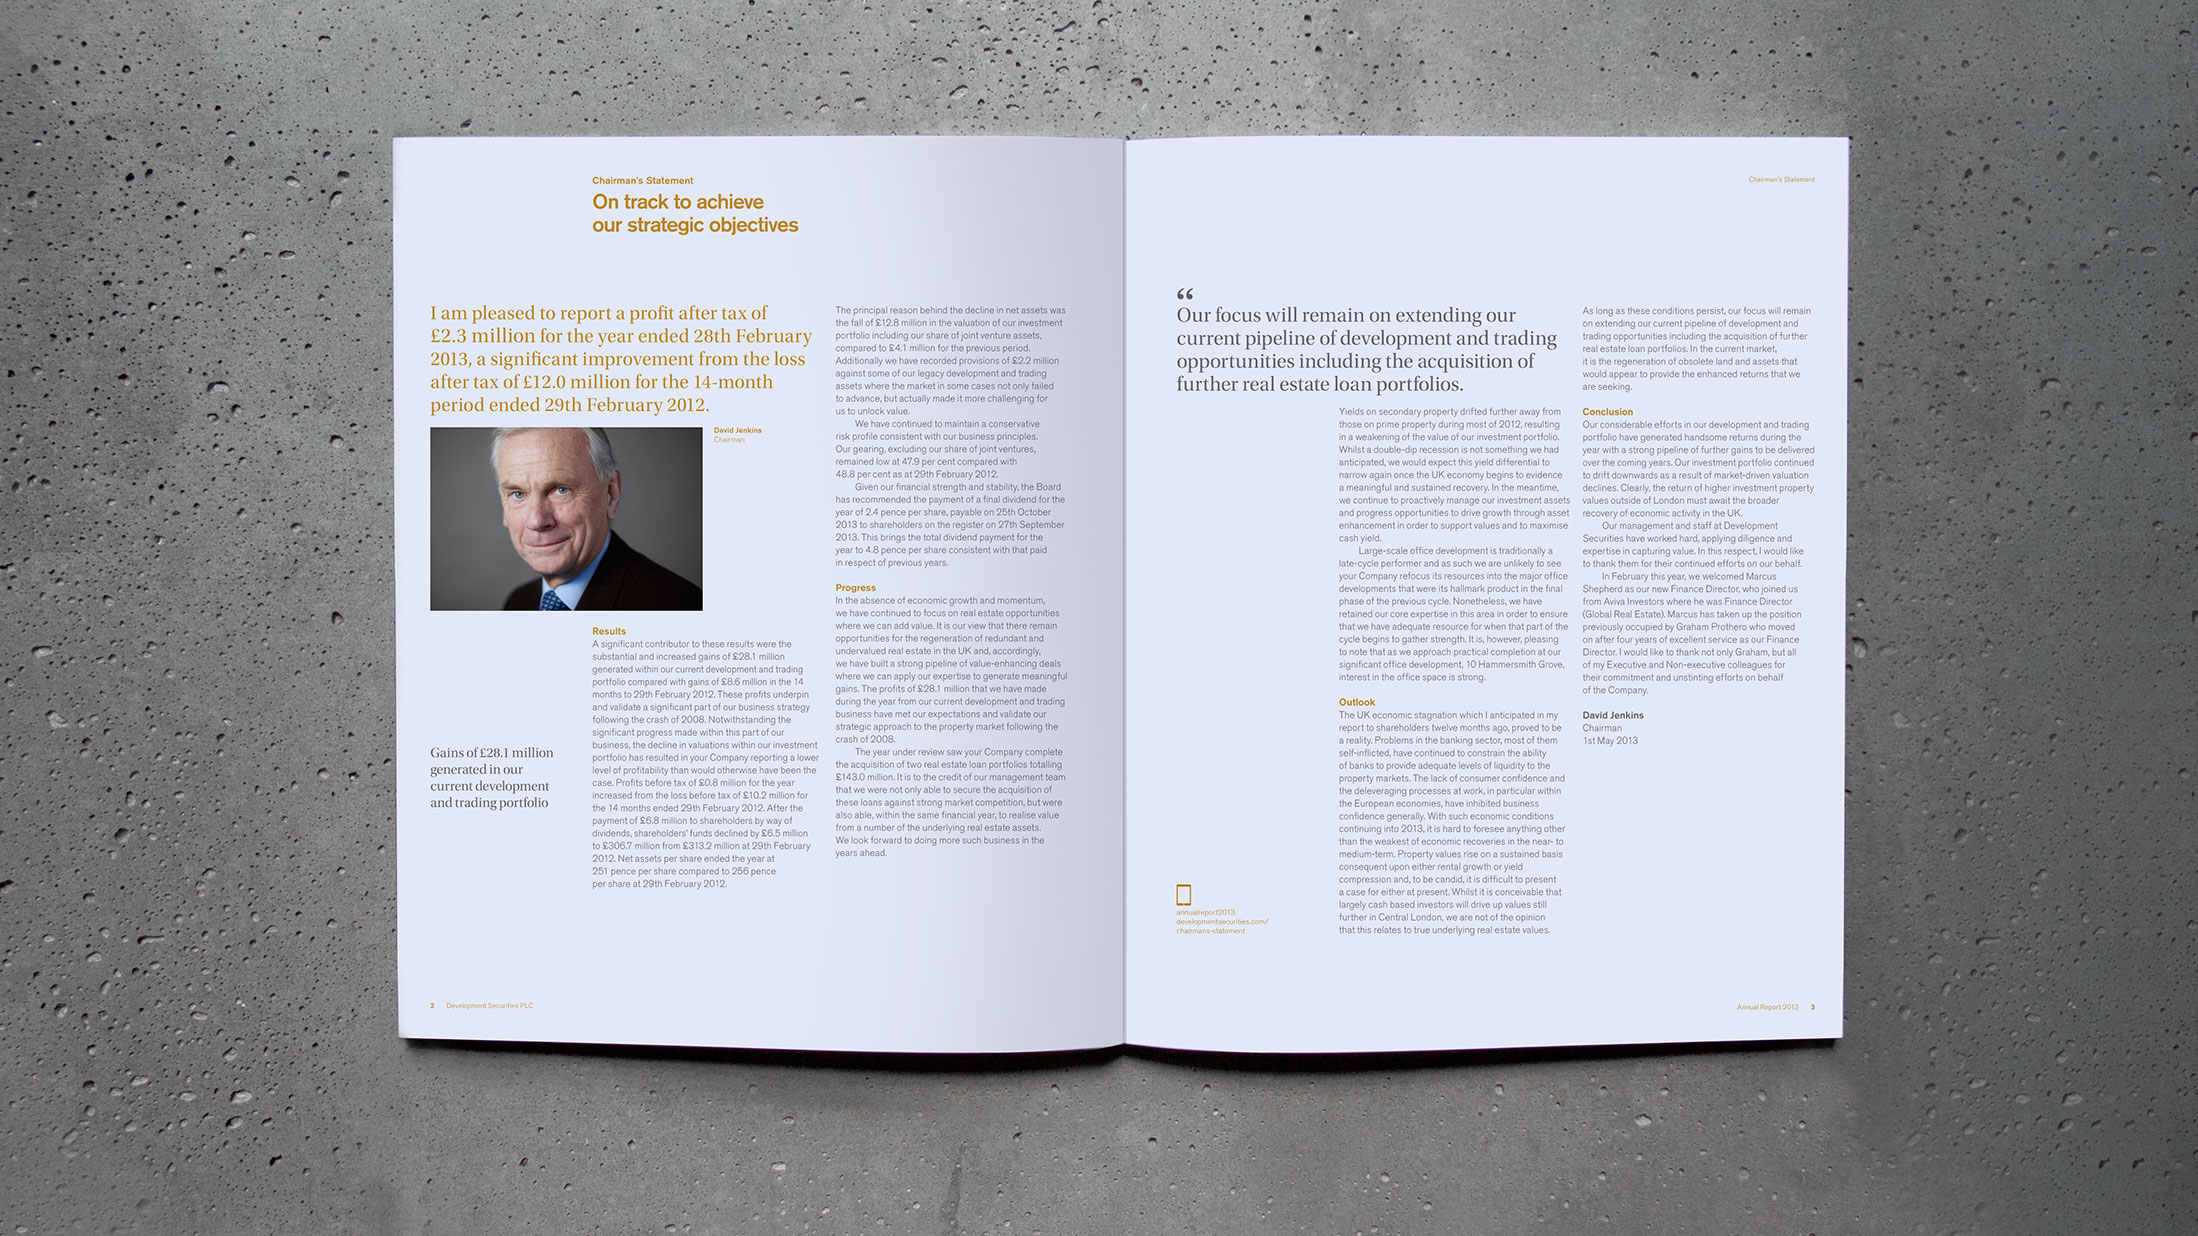 Chairman's Statement
On track to achieve
our strategic objectives
I am pleased to report a profit after tax of
£2.3 million for the year ended 28th February
2013, a significant improvement from the loss
after tax of £12.0 million for the 14-month
period ended 29th February 2012.
David Jenkins
Chairman
Gains of £28.1 million
generated in our
current development
and trading portfolio
Results
A significant contributor to these results were the
substantial and increased gains of £28.1 million
generated within our current development and trading
portfolio compared with gains of £8.6 million in the 14
months to 29th February 2012. These profits underpin
and validate a significant part of our business strategy
following the crash of 2008. Notwithstanding the
significant progress made within this part of our
business, the decline in valuations within our investment
portfolio has resulted in your Company reporting a lower
level of profitability than would otherwise have been the
case. Profits before tax of £0.8 million for the year
increased from the loss before tax of £10.2 million for
the 14 months ended 29th February 2012. After the
payment of £6.8 million to shareholders by way of
dividends, shareholders' funds declined by £6.5 million
to £306.7 million from £313.2 million at 29th February
2012. Net assets per share ended the year at
251 pence per share compared to 256 pence
per share at 29th February 2012.
The principal reason behind the decline in net assets was
the fall of £12.8 million in the valuation of our investment
portfolio including our share of joint venture assets,
compared to £4.1 million for the previous period.
Additionally we have recorded provisions of £2.2 million
against some of our legacy development and trading
assets where the market in some cases not only failed
to advance, but actually made it more challenging for
us to unlock value.
We have continued to maintain a conservative
risk profile consistent with our business principles.
Our gearing, excluding our share of joint ventures,
remained low at 47.9 per cent compared with
48.8 per cent as at 29th February 2012.
Given our financial strength and stability, the Board
has recommended the payment of a final dividend for the
year of 2.4 pence per share, payable on 25th October
2013 to shareholders on the register on 27th September
2013. This brings the total dividend payment for the
year to 4.8 pence per share consistent with that paid
in respect of previous years.
Progress
In the absence of economic growth and momentum,
we have continued to focus on real estate opportunities
where we can add value. It is our view that there remain
opportunities for the regeneration of redundant and
undervalued real estate in the UK and, accordingly,
we have built a strong pipeline of value-enhancing deals
where we can apply our expertise to generate meaningful
gains. The profits of £28.1 million that we have made
during the year from our current development and trading
business have met our expectations and validate our
strategic approach to the property market following the
crash of 2008.
The year under review saw your Company complete
the acquisition of two real estate loan portfolios totalling
£143.0 million. It is to the credit of our management team
that we were not only able to secure the acquisition of
these loans against strong market competition, but were
also able, within the same financial year, to realise value
from a number of the underlying real estate assets.
We look forward to doing more such business in the
years ahead.
2 Development Securities PLC
Chairman's Statement
“
Our focus will remain on extending our
current pipeline of development and trading
opportunities including the acquisition of
further real estate loan portfolios.
Yields on secondary property drifted further away from
those on prime property during most of 2012, resulting
in a weakening of the value of our investment portfolio.
Whilst a double-dip recession is not something we had
anticipated, we would expect this yield differential to
narrow again once the UK economy begins to evidence
a meaningful and sustained recovery. In the meantime,
we continue to proactively manage our investment assets
and progress opportunities to drive growth through asset
enhancement in order to support values and to maximise
cash yield.
Large-scale office development is traditionally a
late-cycle performer and as such we are unlikely to see
your Company refocus its resources into the major office
developments that were its hallmark product in the final
phase of the previous cycle. Nonetheless, we have
retained our core expertise in this area in order to ensure
that we have adequate resource for when that part of the
cycle begins to gather strength. It is, however, pleasing
to note that as we approach practical completion at our
significant office development, 10 Hammersmith Grove,
interest in the office space is strong.
Outlook
The UK economic stagnation which I anticipated in my
report to shareholders twelve months ago, proved to be
a reality. Problems in the banking sector, most of them
self-inflicted, have continued to constrain the ability
of banks to provide adequate levels of liquidity to the
property markets. The lack of consumer confidence and
the deleveraging processes at work, in particular within
the European economies, have inhibited business
confidence generally. With such economic conditions
continuing into 2013, it is hard to foresee anything other
than the weakest of economic recoveries in the near- to
medium-term. Property values rise on a sustained basis
consequent upon either rental growth or yield
compression and, to be candid, it is difficult to present
a case for either at present. Whilst it is conceivable that
largely cash based investors will drive up values still
further in Central London, we are not of the opinion
that this relates to true underlying real estate values.
As long as these conditions persist, our focus will remain
on extending our current pipeline of development and
trading opportunities including the acquisition of further
real estate loan portfolios. In the current market,
it is the regeneration of obsolete land and assets that
would appear to provide the enhanced returns that we
are seeking.
Conclusion
Our considerable efforts in our development and trading
portfolio have generated handsome returns during the
year with a strong pipeline of further gains to be delivered
over the coming years. Our investment portfolio continued
to drift downwards as a result of market-driven valuation
declines. Clearly, the return of higher investment property
values outside of London must await the broader
recovery of economic activity in the UK.
Our management and staff at Development
Securities have worked hard, applying diligence and
expertise in capturing value. In this respect, I would like
to thank them for their continued efforts on our behalf.
In February this year, we welcomed Marcus
Shepherd as our new Finance Director, who joined us
from Aviva Investors where he was Finance Director
(Global Real Estate). Marcus has taken up the position
previously occupied by Graham Prothero who moved
on after four years of excellent service as our Finance
Director. I would like to thank not only Graham, but all
of my Executive and Non-executive colleagues for
their commitment and unstinting efforts on behalf
of the Company.
David Jenkins
Chairman
1st May 2013
annualreport2013.
developmentsecurities.com/
chairmans-statement
Annual Report 2013 3